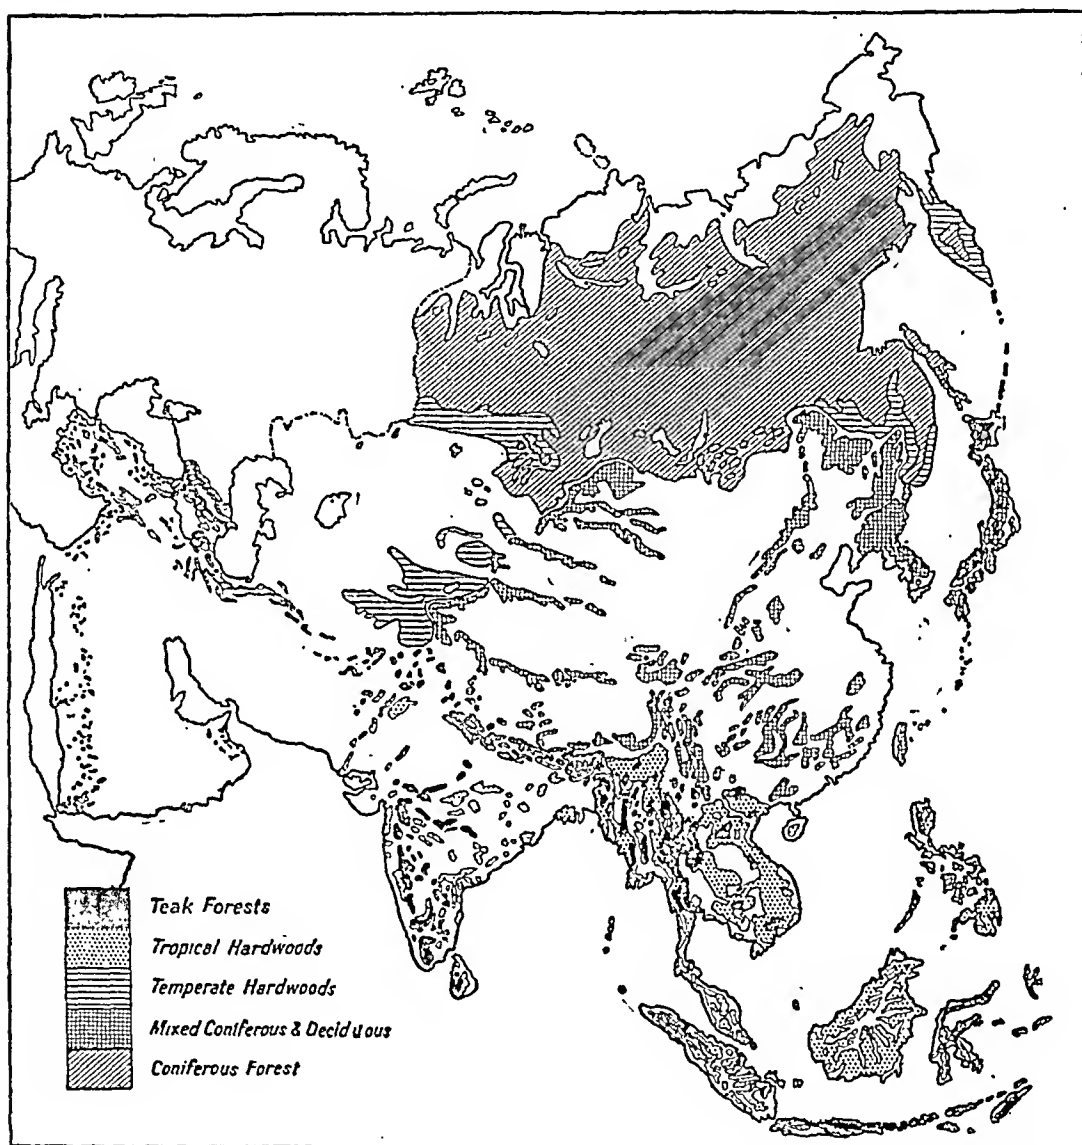 Teak Forests
Tropical Hardwoods
Temperate Hardwoods
Mixed Coniferous & Deciduous
Coniferous Forest